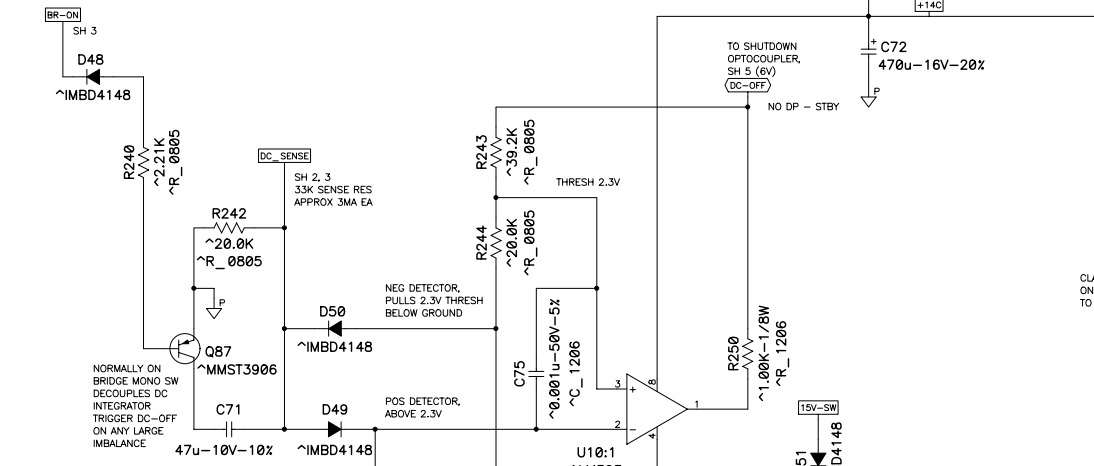 BR-ON
SH 3
D48
^IMBD4148
R240
^2.21K
^R_0805
DC_SENSE
SH 2, 3
33K SENSE RES
APPROX 3MA EA
R242
^20.0K
^R_0805
P
Q87
^MMST3906
NORMALLY ON
BRIDGE MONO SW
DECOUPLES DC
INTEGRATOR
TRIGGER DC-OFF
ON ANY LARGE
IMBALANCE
C71
47u-10V-10%
D50
^IMBD4148
D49
^IMBD4148
NEG DETECTOR,
PULLS 2.3V THRESH
BELOW GROUND
POS DETECTOR,
ABOVE 2.3V
R243
^39.2K
^R_0805
THRESH 2.3V
R244
^20.0K
^R_0805
C75
^0.001u-50V-5%
^C_1206
3
+
2
-
8
4
1
U10:1
R250
^1.00K-1/8W
^R_1206
TO SHUTDOWN
OPTOCOUPLER,
SH 5 (6V)
DC-OFF
NO DP - STBY
+14C
+
C72
470u-16V-20%
P
15V-SW
51
D4148
CL
ON
TO